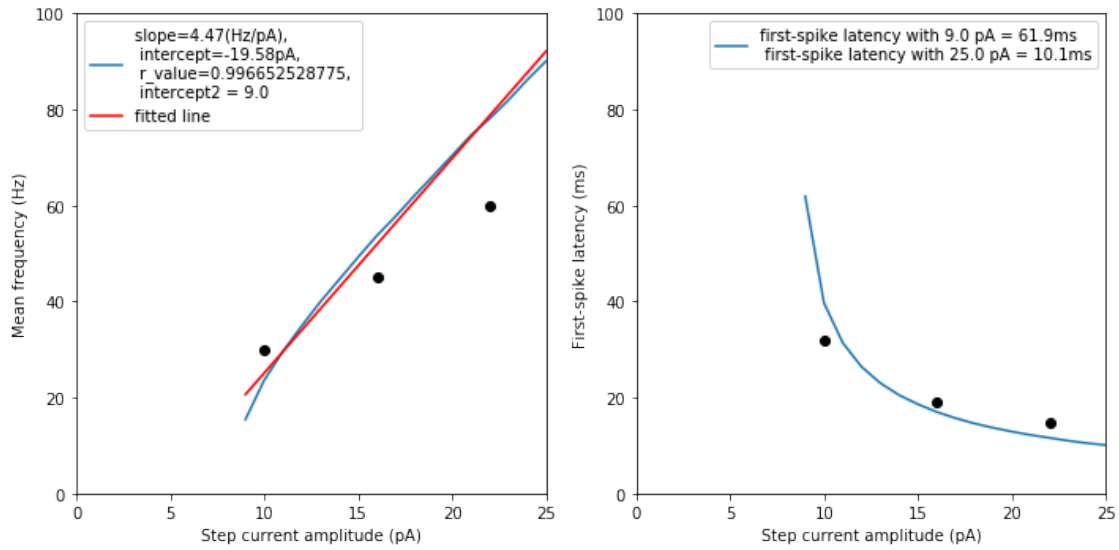 slope=4.47(Hz/pA),
intercept=-19.58pA,
r_value=0.996652528775,
intercept2 = 9.0
fitted line
100
80
60
40
20
0
Mean frequency (Hz)
0 5 10 15 20 25
Step current amplitude (pA)
first-spike latency with 9.0 pA = 61.9ms
first-spike latency with 25.0 pA = 10.1ms
100
80
60
40
20
0
First-spike latency (ms)
0 5 10 15 20 25
Step current amplitude (pA)